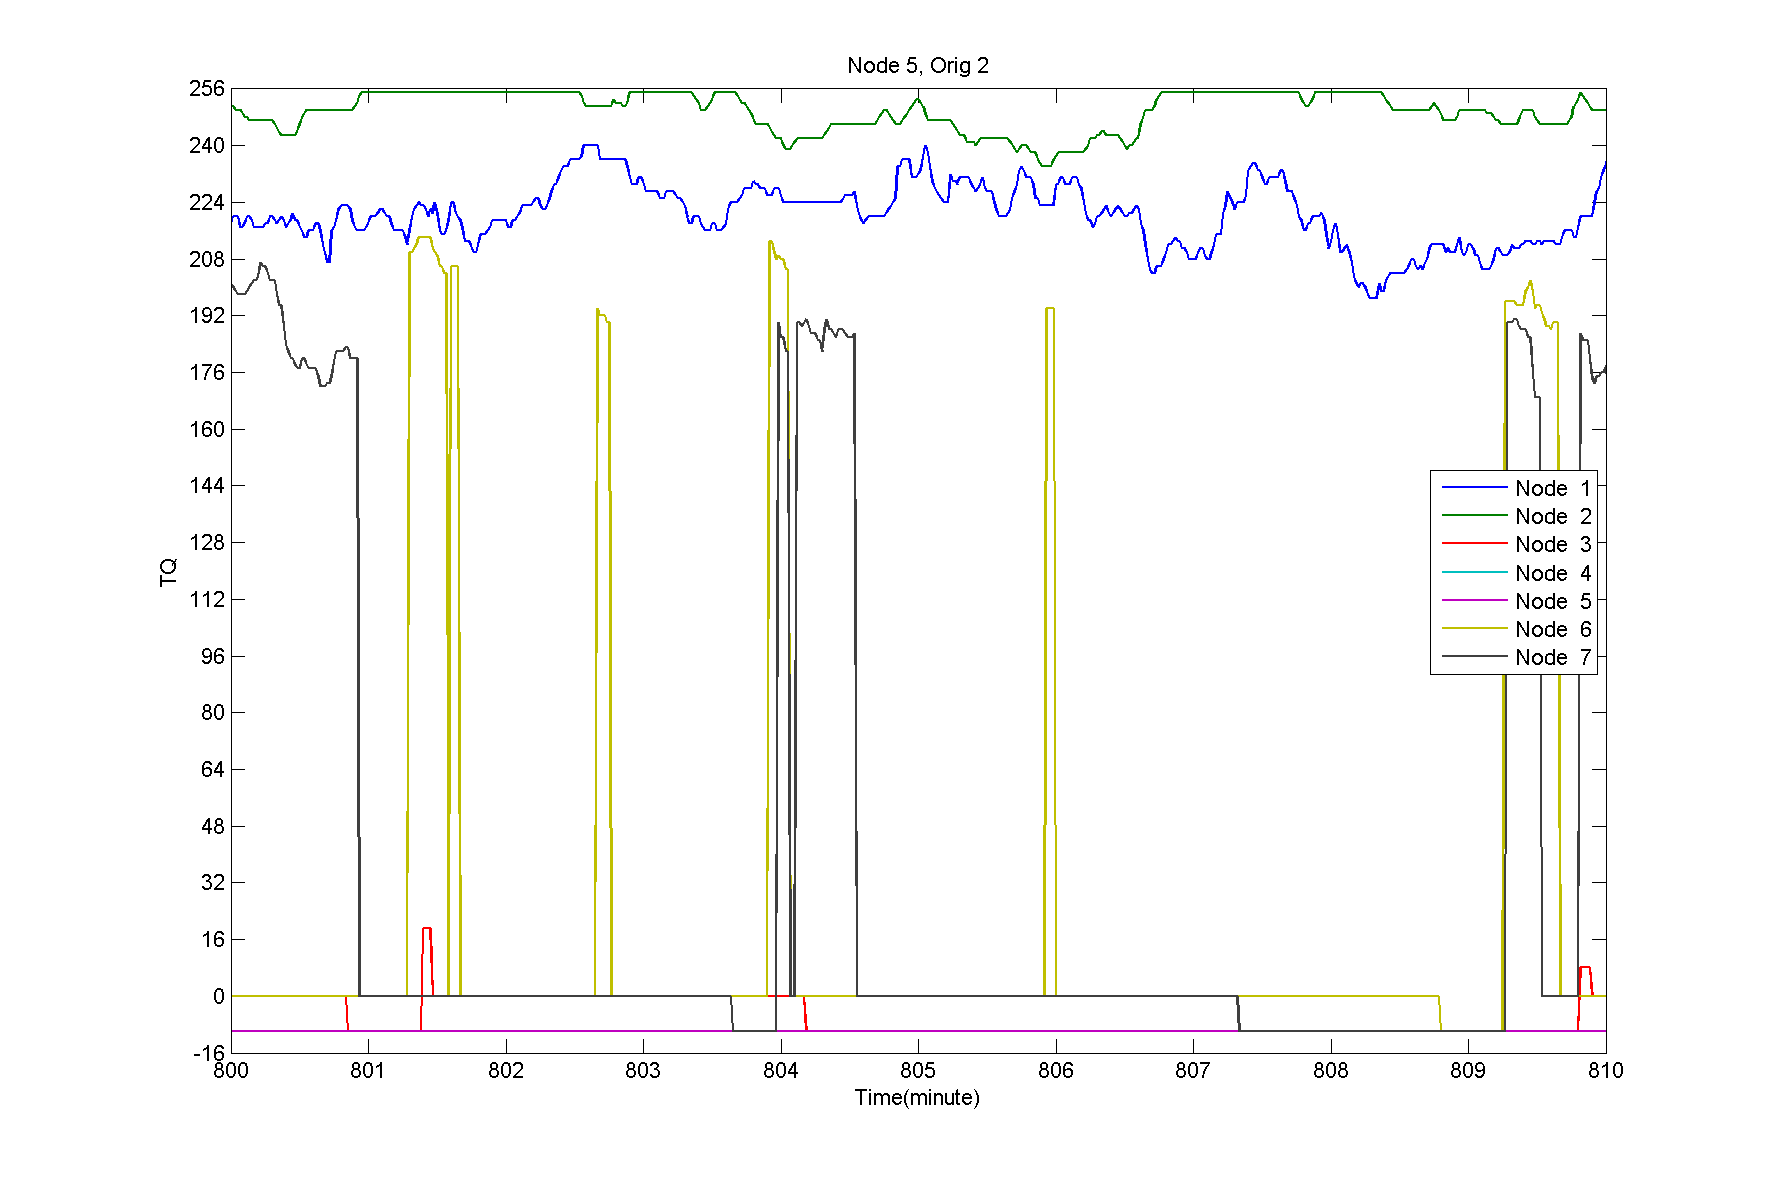 Node 5, Orig 2
256
240
224
208
192
176
160
144
128
112
96
80
64
48
32
16
0
-16
TQ
Node 1
Node 2
Node 3
Node 4
Node 5
Node 6
Node 7
800 801 802 803 804 805 806 807 808 809 810
Time(minute)